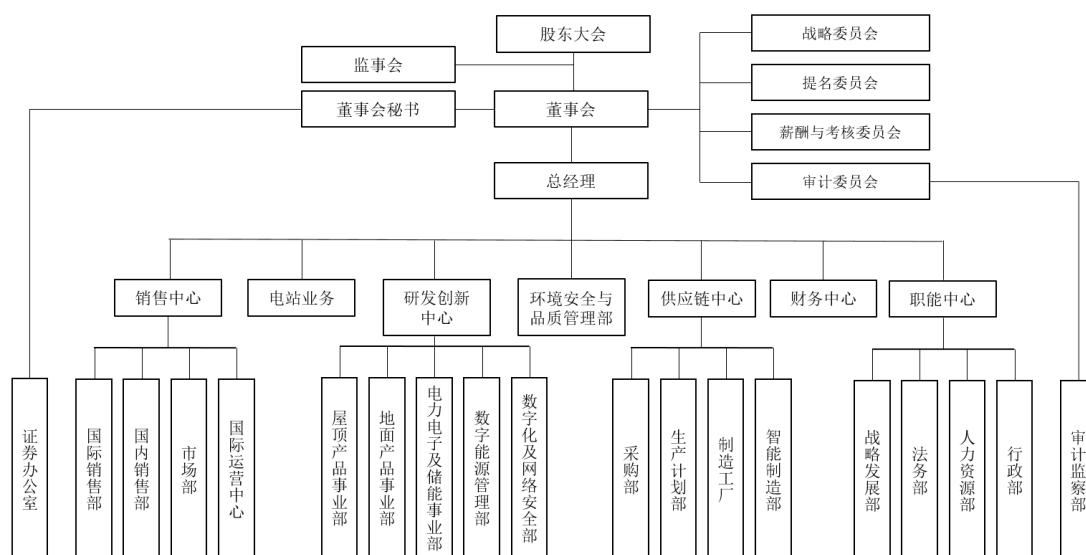 股东大会
战略委员会
监事会
提名委员会
董事会秘书
董事会
薪酬与考核委员会
总经理
审计委员会
销售中心
电站业务
研发创新
中心
环境安全与
品质管理部
供应链中心
财务中心
职能中心
证券办公室
国际销售部
国内销售部
市场部
国际运营中心
屋顶产品事业部
地面产品事业部
电力电子及储能事业部
数字能源管理部
数字化及网络安全部
采购部
生产计划部
制造工厂
智能制造部
战略发展部
法务部
人力资源部
行政部
审计监察部